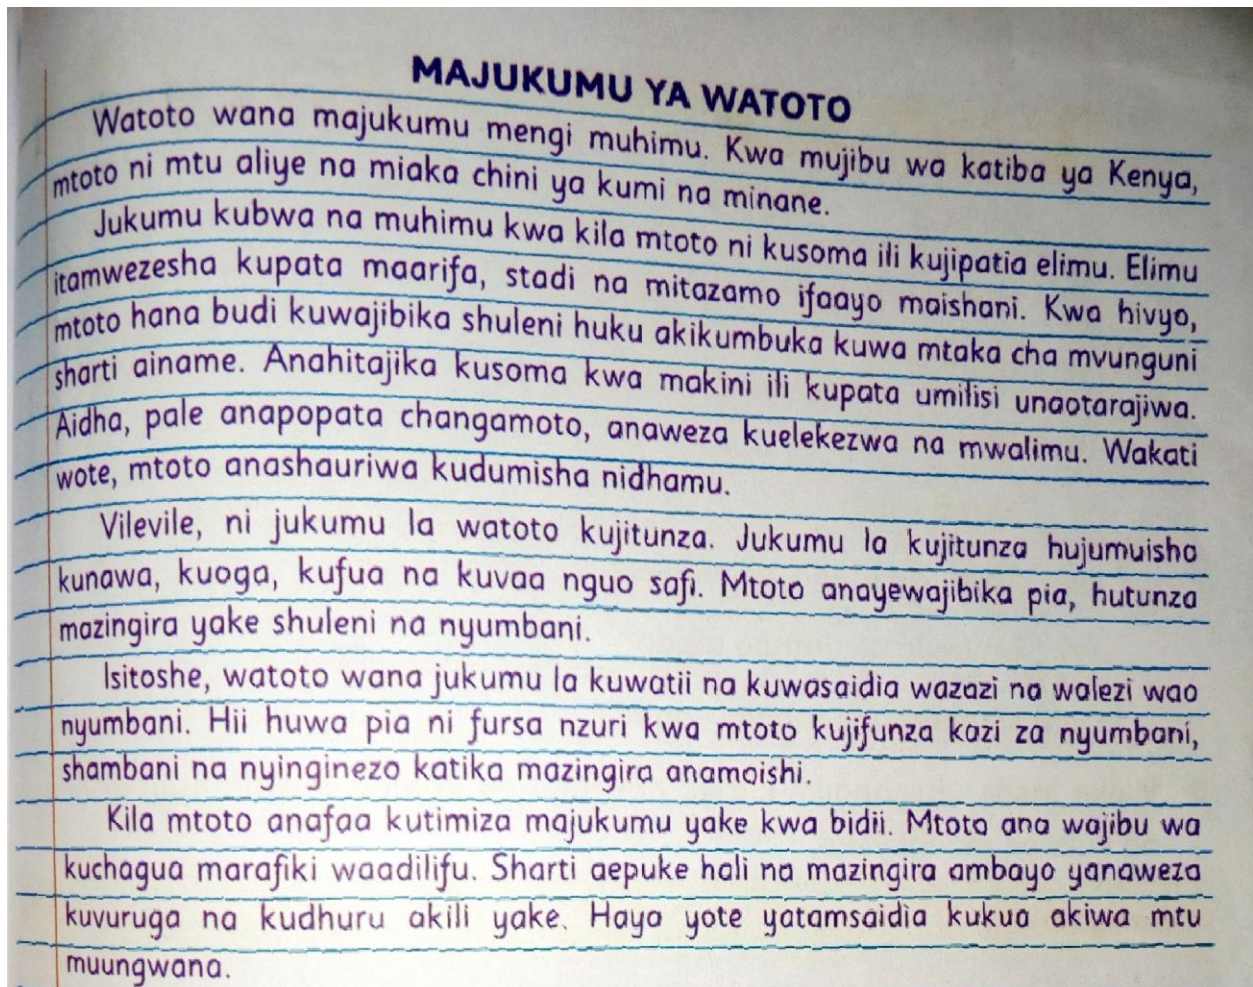 MAJUKUMU YA WATOTO
Watoto wana majukumu mengi muhimu. Kwa mujibu wa katiba ya Kenya,
mtoto ni mtu aliye na miaka chini ya kumi na minane.
Jukumu kubwa na muhimu kwa kila mtoto ni kusoma ili kujipatia elimu. Elimu
itamwezesha kupata maarifa, stadi na mitazamo ifaayo maishani. Kwa hivyo,
mtoto hana budi kuwajibika shuleni huku akikumbuka kuwa mtaka cha mvunguni
sharti ainame. Anahitajika kusoma kwa makini ili kupata umilisi unaotarajiwa.
Aidha, pale anapopata changamoto, anaweza kuelekezwa na mwalimu. Wakati
wote, mtoto anashauriwa kudumisha nidhamu.
Vilevile, ni jukumu la watoto kujitunza. Jukumu la kujitunza hujumuisha
kunawa, kuoga, kufua na kuvaa nguo safi. Mtoto anayewajibika pia, hutunza
mazingira yake shuleni na nyumbani.
Isitoshe, watoto wana jukumu la kuwatii na kuwasaidia wazazi na walezi wao
nyumbani. Hii huwa pia ni fursa nzuri kwa mtoto kujifunza kazi za nyumbani,
shambani na nyinginezo katika mazingira anamoishi.
Kila mtoto anafaa kutimiza majukumu yake kwa bidii. Mtoto ana wajibu wa
kuchagua marafiki waadilifu. Sharti aepuke hali na mazingira ambayo yanaweza
kuvuruga na kudhuru akili yake. Haya yote yatamsaidia kukua akiwa mtu
muungwana.